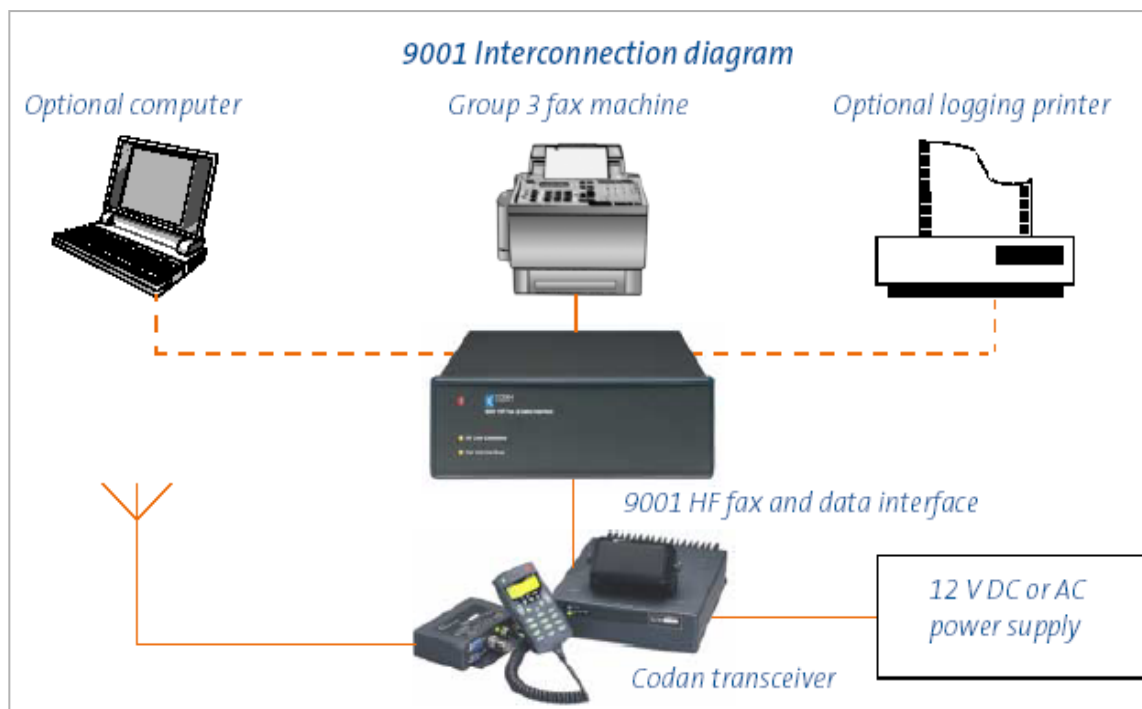 9001 Interconnection diagram
Optional computer
Group 3 fax machine
Optional logging printer
9001 HF fax and data interface
12 V DC or AC
power supply
Codan transceiver